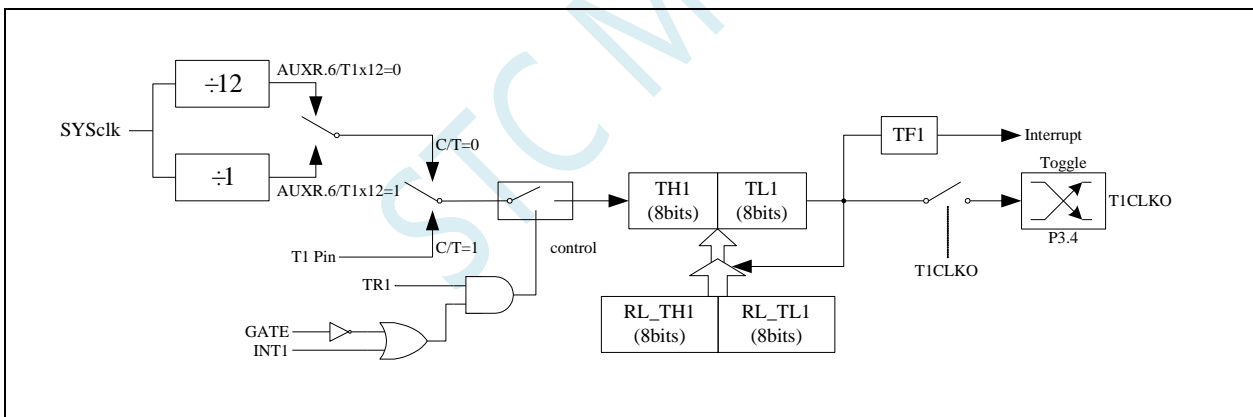 STC M
÷12
AUXR.6/T1x12=0
SYSclk
÷1
AUXR.6/T1x12=1
C/T=0
T1 Pin
C/T=1
control
TR1
GATE
INT1
TH1
(8bits)
TL1
(8bits)
RL_TH1
(8bits)
RL_TL1
(8bits)
TF1
Interrupt
Toggle
T1CLKO
P3.4
T1CLKO